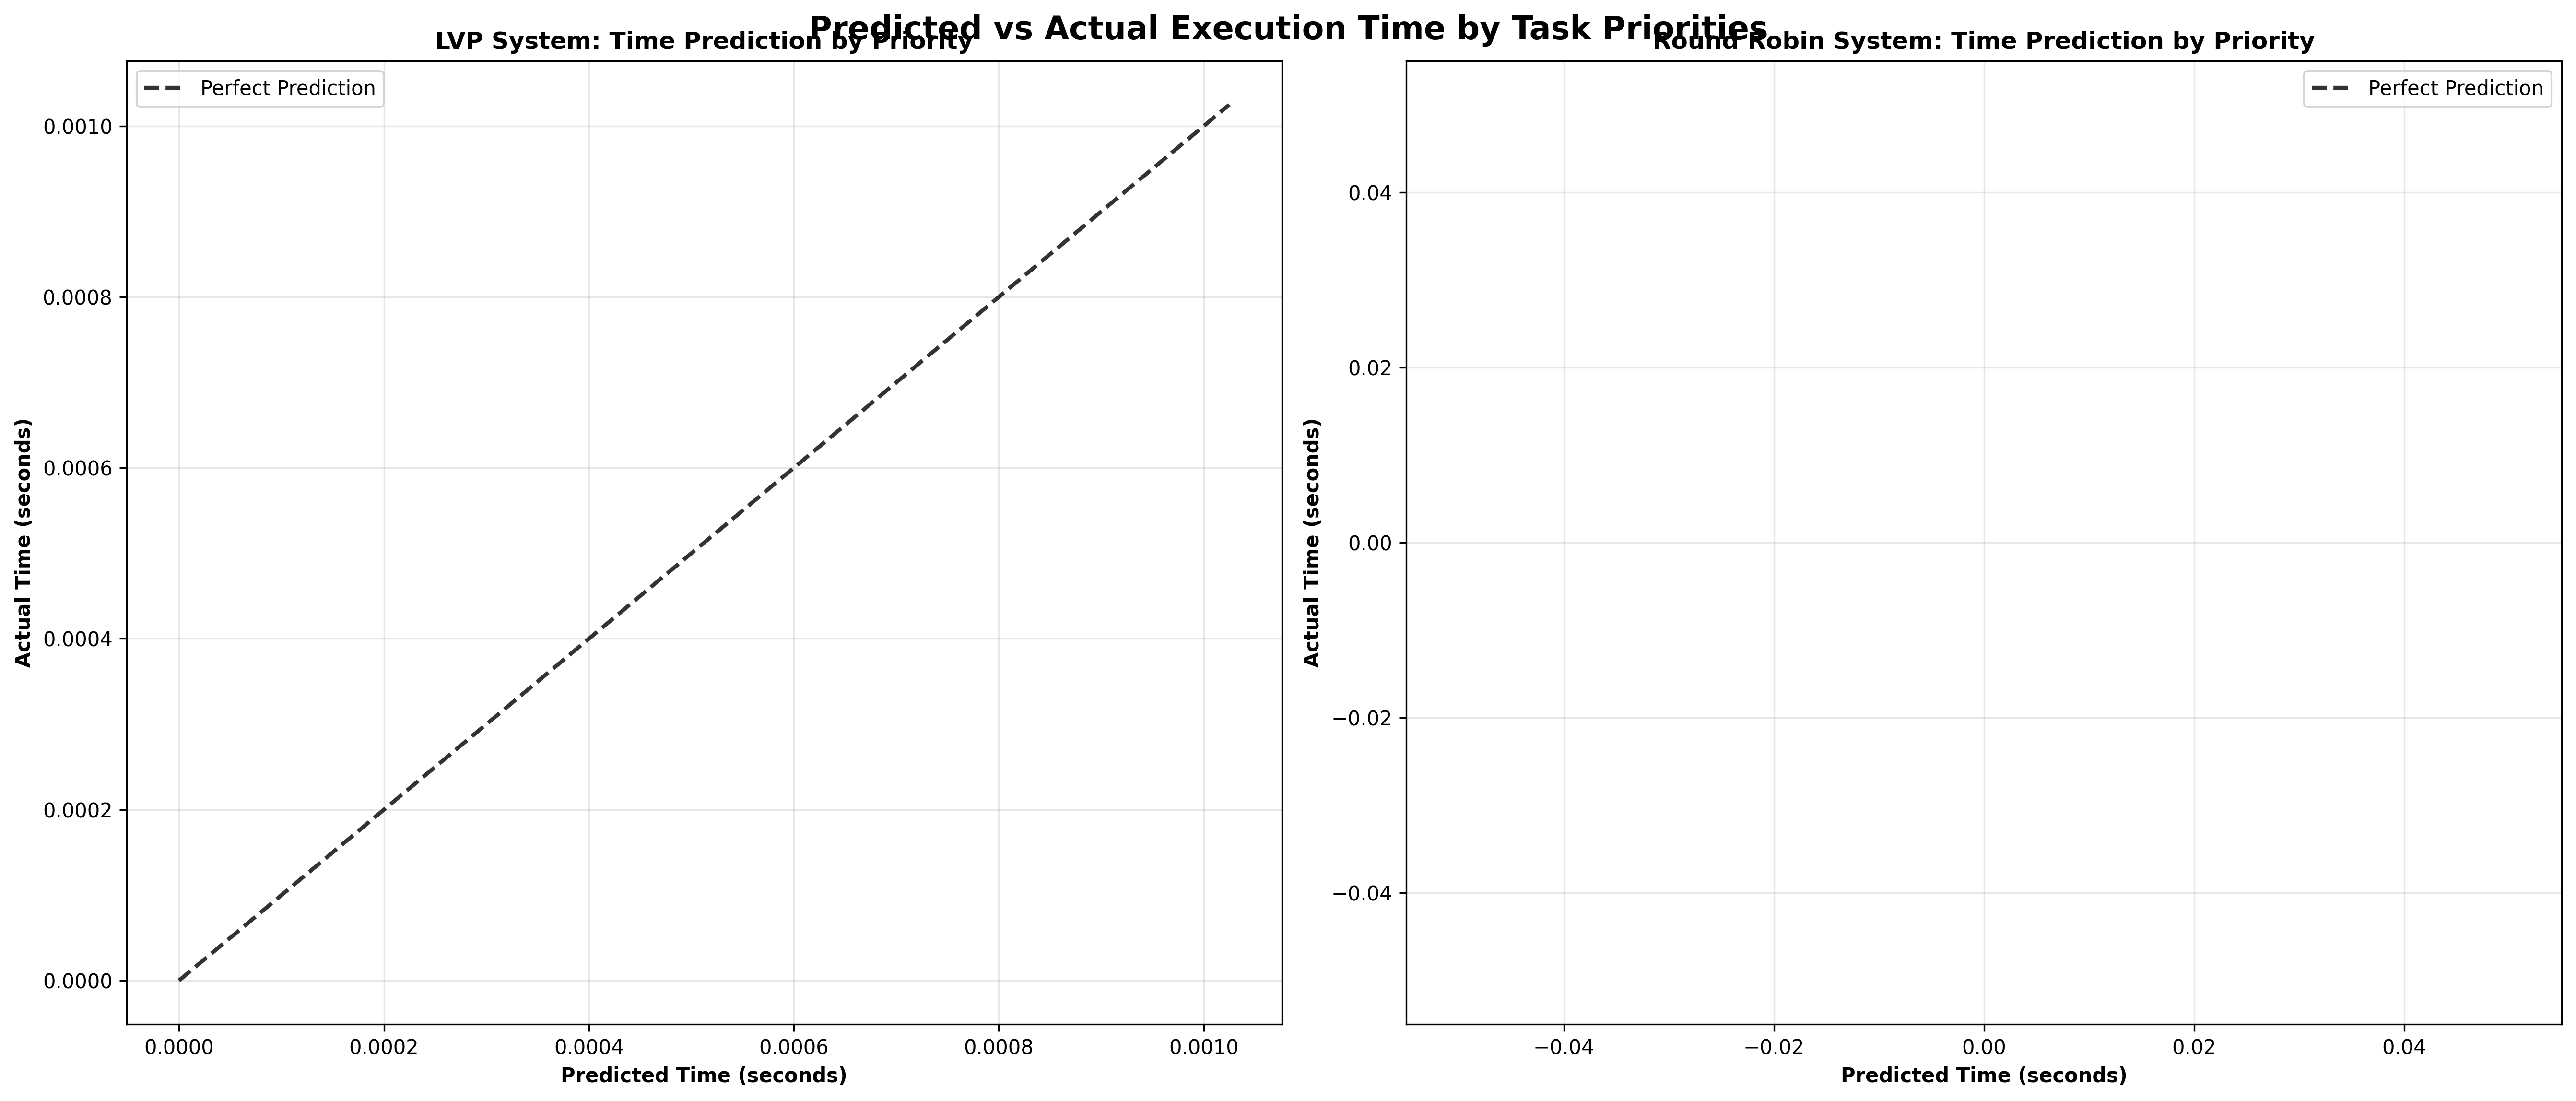 Predicted vs Actual Execution Time by Task Priorities
LVP System: Time Prediction by Priority
Perfect Prediction
0.0010
0.0008
0.0006
0.0004
0.0002
0.0000
Actual Time (seconds)
0.0000 0.0002 0.0004 0.0006 0.0008 0.0010
Predicted Time (seconds)
Round Robin System: Time Prediction by Priority
Perfect Prediction
0.04
0.02
0.00
−0.02
−0.04
Actual Time (seconds)
−0.04 −0.02 0.00 0.02 0.04
Predicted Time (seconds)